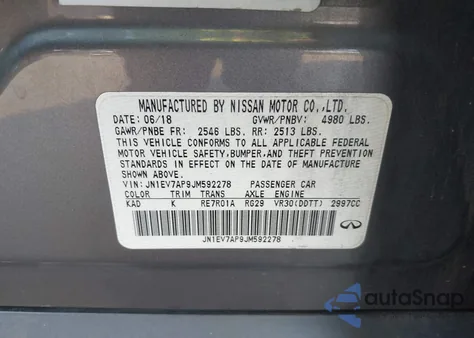 MANUFACTURED BY NISSAN MOTOR CO.,LTD.
DATE: 06/18 GVWR/PNBV: 4980 LBS.
GAWR/PNBE FR: 2546 LBS. RR: 2513 LBS.
THIS VEHICLE CONFORMS TO ALL APPLICABLE FEDERAL
MOTOR VEHICLE SAFETY,BUMPER,AND THEFT PREVENTION
STANDARDS IN EFFECT ON THE DATE OF MANUFACTURE
SHOWN ABOVE.
VIN: JN1EV7AP9JM592278 PASSENGER CAR
COLOR TRIM TRANS AXLE ENGINE
KAD K RE7R01A RG29 VR30(DDTT) 2997CC
JN1EV7AP9JM592278
autoSnap